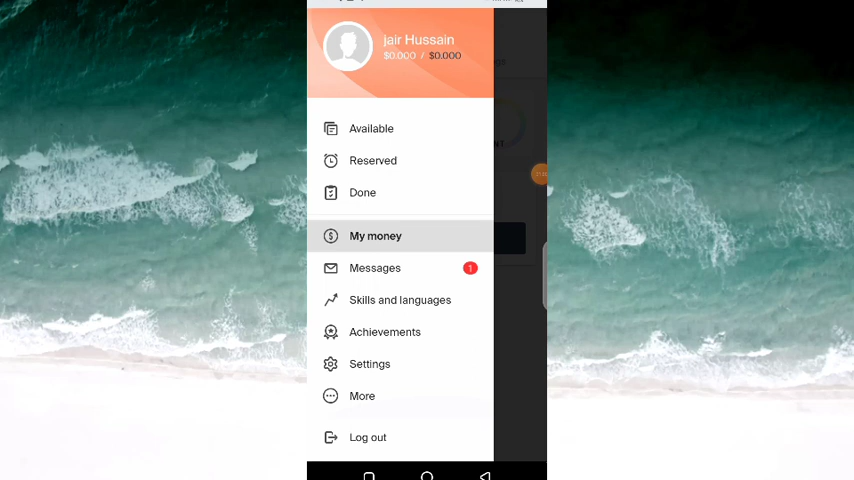 jair Hussain
$0.000 / $0.000
Available
Reserved
Done
My money
Messages
1
Skills and languages
Achievements
Settings
More
Log out